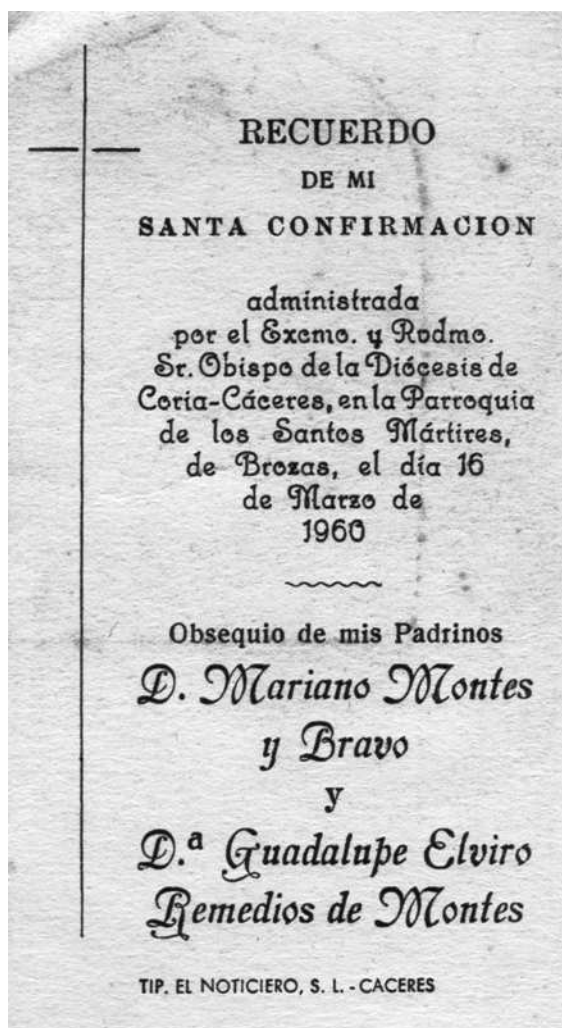 RECUERDO
DE MI
SANTA CONFIRMACION
administrada
por el Excmo. y Rvdmo.
Sr. Obispo de la Diócesis de
Coria-Cáceres, en la Parroquia
de los Santos Mártires,
de Brozas, el día 16
de Marzo de
1960
Obsequio de mis Padrinos
D. Mariano Montes
y Bravo
y
D.ª Guadalupe Elviro
Remedios de Montes
TIP. EL NOTICIERO, S. L. - CACERES